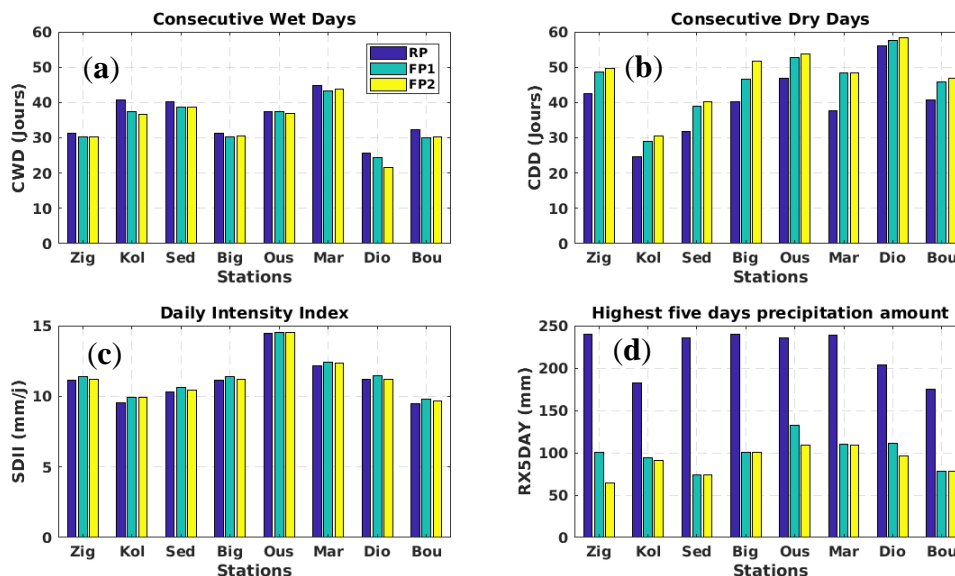 Consecutive Wet Days
60
50
40
30
20
10
0
CWD (Jours)
(a)
RP
FP1
FP2
Zig Kol Sed Big Ous Mar Dio Bou
Stations
Consecutive Dry Days
60
50
40
30
20
10
0
CDD (Jours)
(b)
Zig Kol Sed Big Ous Mar Dio Bou
Stations
Daily Intensity Index
15
10
5
0
SDII (mm/j)
(c)
Zig Kol Sed Big Ous Mar Dio Bou
Stations
Highest five days precipitation amount
250
200
150
100
50
0
RX5DAY (mm)
(d)
Zig Kol Sed Big Ous Mar Dio Bou
Stations